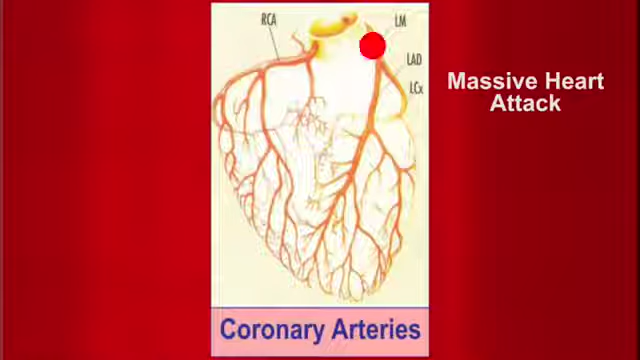 RCA
LM
LAD
LCx
Massive Heart
Attack
Coronary Arteries